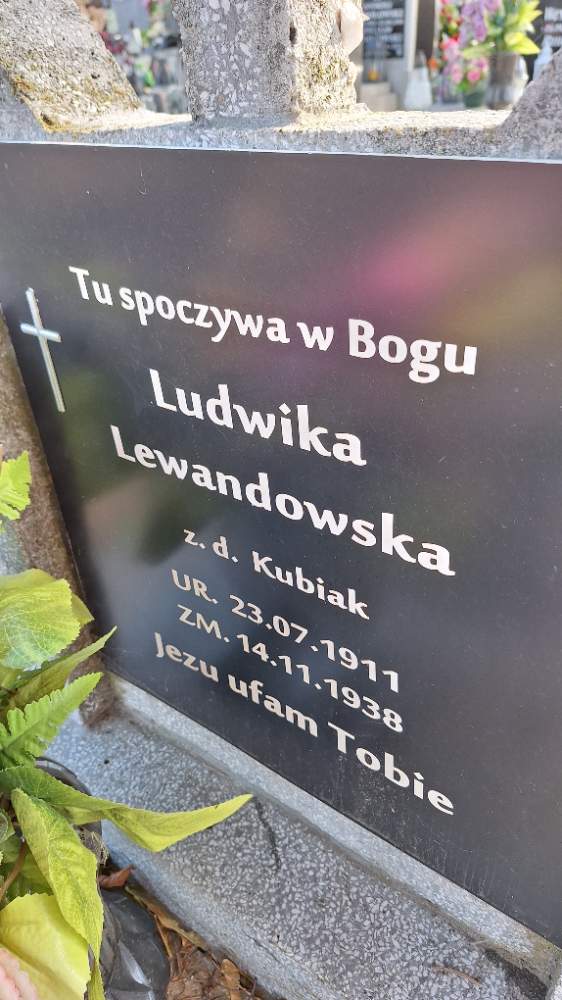 Tu spoczywa w Bogu
Ludwika
Lewandowska
z. d. Kubiak
UR. 23.07.1911
ZM. 14.11.1938
Jezu ufam Tobie